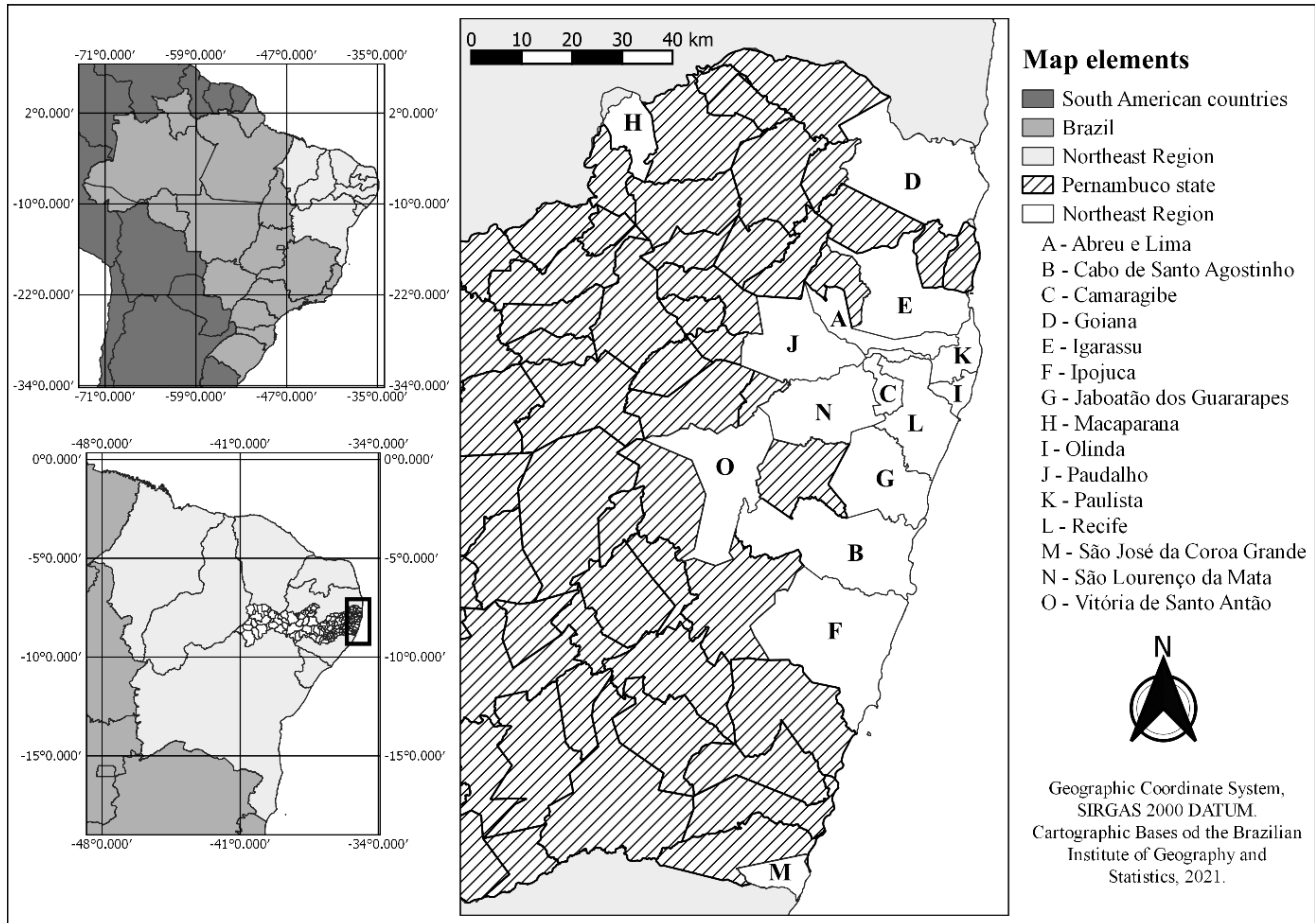 -71°0.000′ -59°0.000′ -47°0.000′ -35°0.000′
2°0.000′ 2°0.000′
-10°0.000′ -10°0.000′
-22°0.000′ -22°0.000′
-34°0.000′ -34°0.000′
-71°0.000′ -59°0.000′ -47°0.000′ -35°0.000′
-48°0.000′ -41°0.000′ -34°0.000′
0°0.000′ 0°0.000′
-5°0.000′ -5°0.000′
-10°0.000′ -10°0.000′
-15°0.000′ -15°0.000′
-48°0.000′ -41°0.000′ -34°0.000′
0 10 20 30 40 km
H
D
E
A
K
J
C
I
N
L
O
G
B
F
M
Map elements
South American countries
Brazil
Northeast Region
Pernambuco state
Northeast Region
A - Abreu e Lima
B - Cabo de Santo Agostinho
C - Camaragibe
D - Goiana
E - Igarassu
F - Ipojuca
G - Jaboatão dos Guararapes
H - Macaparana
I - Olinda
J - Paudalho
K - Paulista
L - Recife
M - São José da Coroa Grande
N - São Lourenço da Mata
O - Vitória de Santo Antão
N
Geographic Coordinate System,
SIRGAS 2000 DATUM.
Cartographic Bases od the Brazilian
Institute of Geography and
Statistics, 2021.